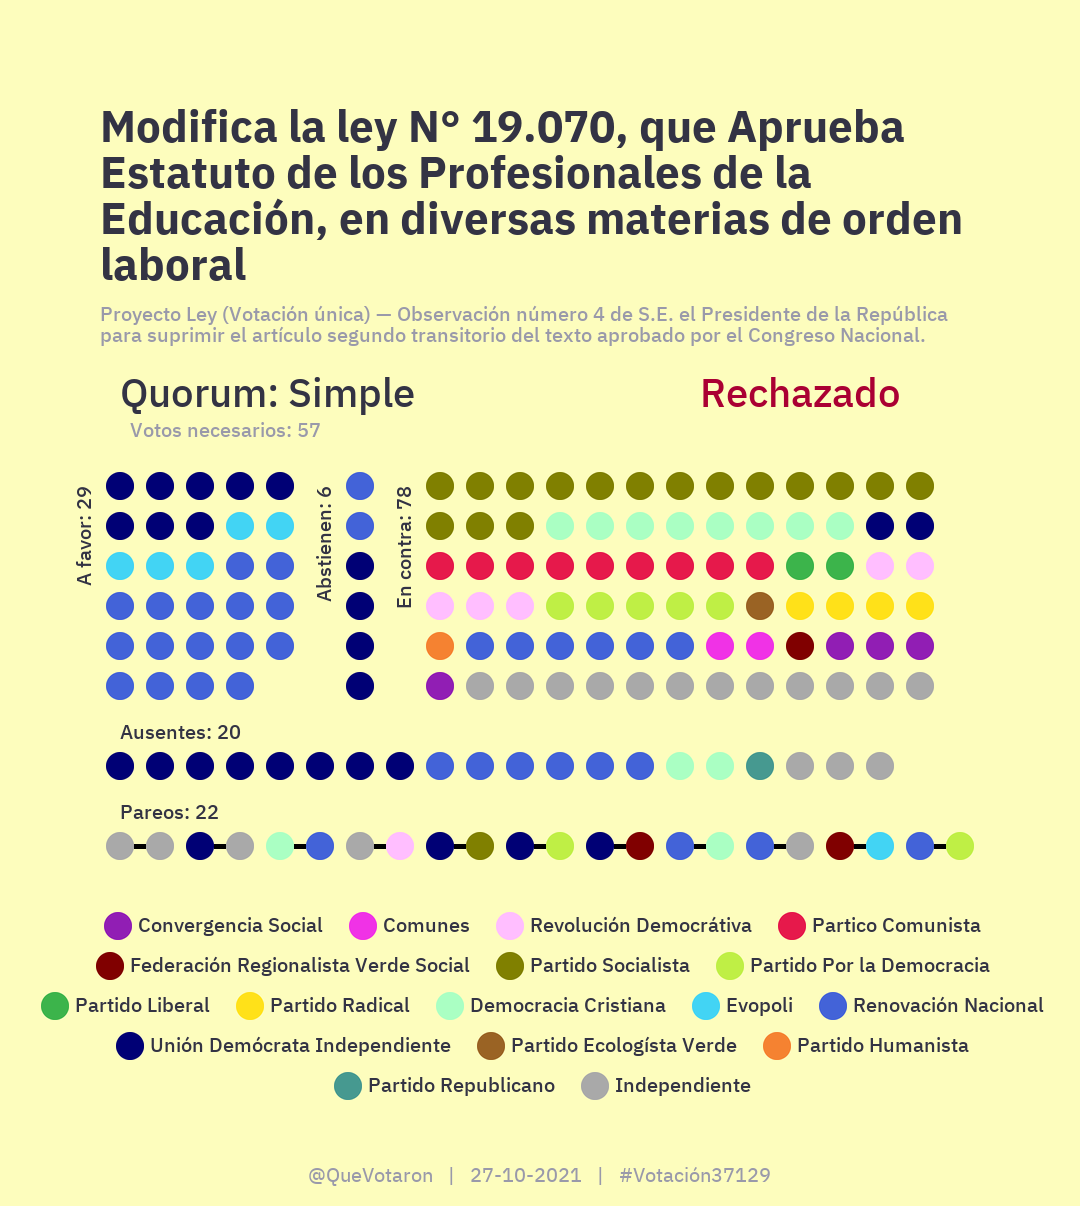 Modifica la ley N° 19.070, que Aprueba
Estatuto de los Profesionales de la
Educación, en diversas materias de orden
laboral
Proyecto Ley (Votación única) — Observación número 4 de S.E. el Presidente de la República
para suprimir el artículo segundo transitorio del texto aprobado por el Congreso Nacional.
Quorum: Simple
Rechazado
Votos necesarios: 57
A favor: 29
Abstienen: 6
En contra: 78
Ausentes: 20
Pareos: 22
Convergencia Social
Comunes
Revolución Democrátiva
Partico Comunista
Federación Regionalista Verde Social
Partido Socialista
Partido Por la Democracia
Partido Liberal
Partido Radical
Democracia Cristiana
Evopoli
Renovación Nacional
Unión Demócrata Independiente
Partido Ecologísta Verde
Partido Humanista
Partido Republicano
Independiente
@QueVotaron | 27-10-2021 | #Votación37129